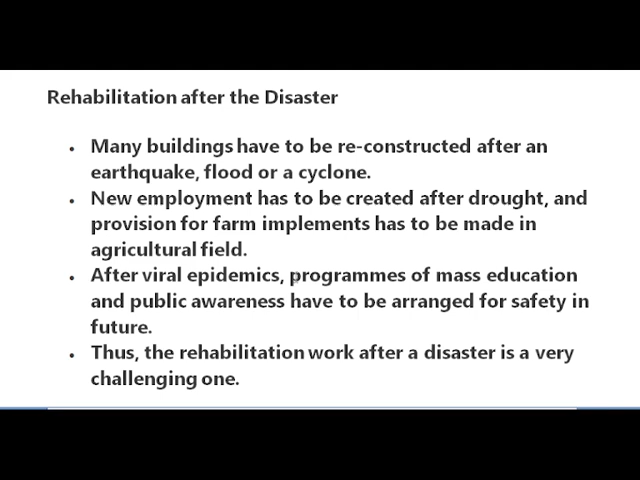 Rehabilitation after the Disaster
• Many buildings have to be re-constructed after an
earthquake, flood or a cyclone.
• New employment has to be created after drought, and
provision for farm implements has to be made in
agricultural field.
• After viral epidemics, programmes of mass education
and public awareness have to be arranged for safety in
future.
• Thus, the rehabilitation work after a disaster is a very
challenging one.